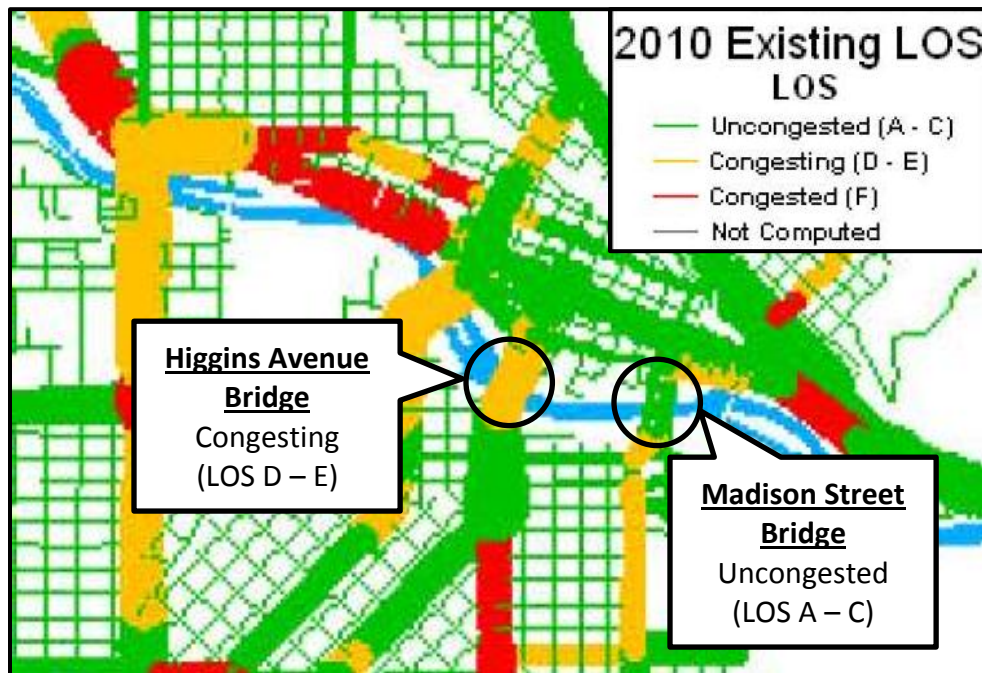 2010 Existing LOS
LOS
Uncongested (A - C)
Congesting (D - E)
Congested (F)
Not Computed
Higgins Avenue
Bridge
Congesting
(LOS D – E)
Madison Street
Bridge
Uncongested
(LOS A – C)